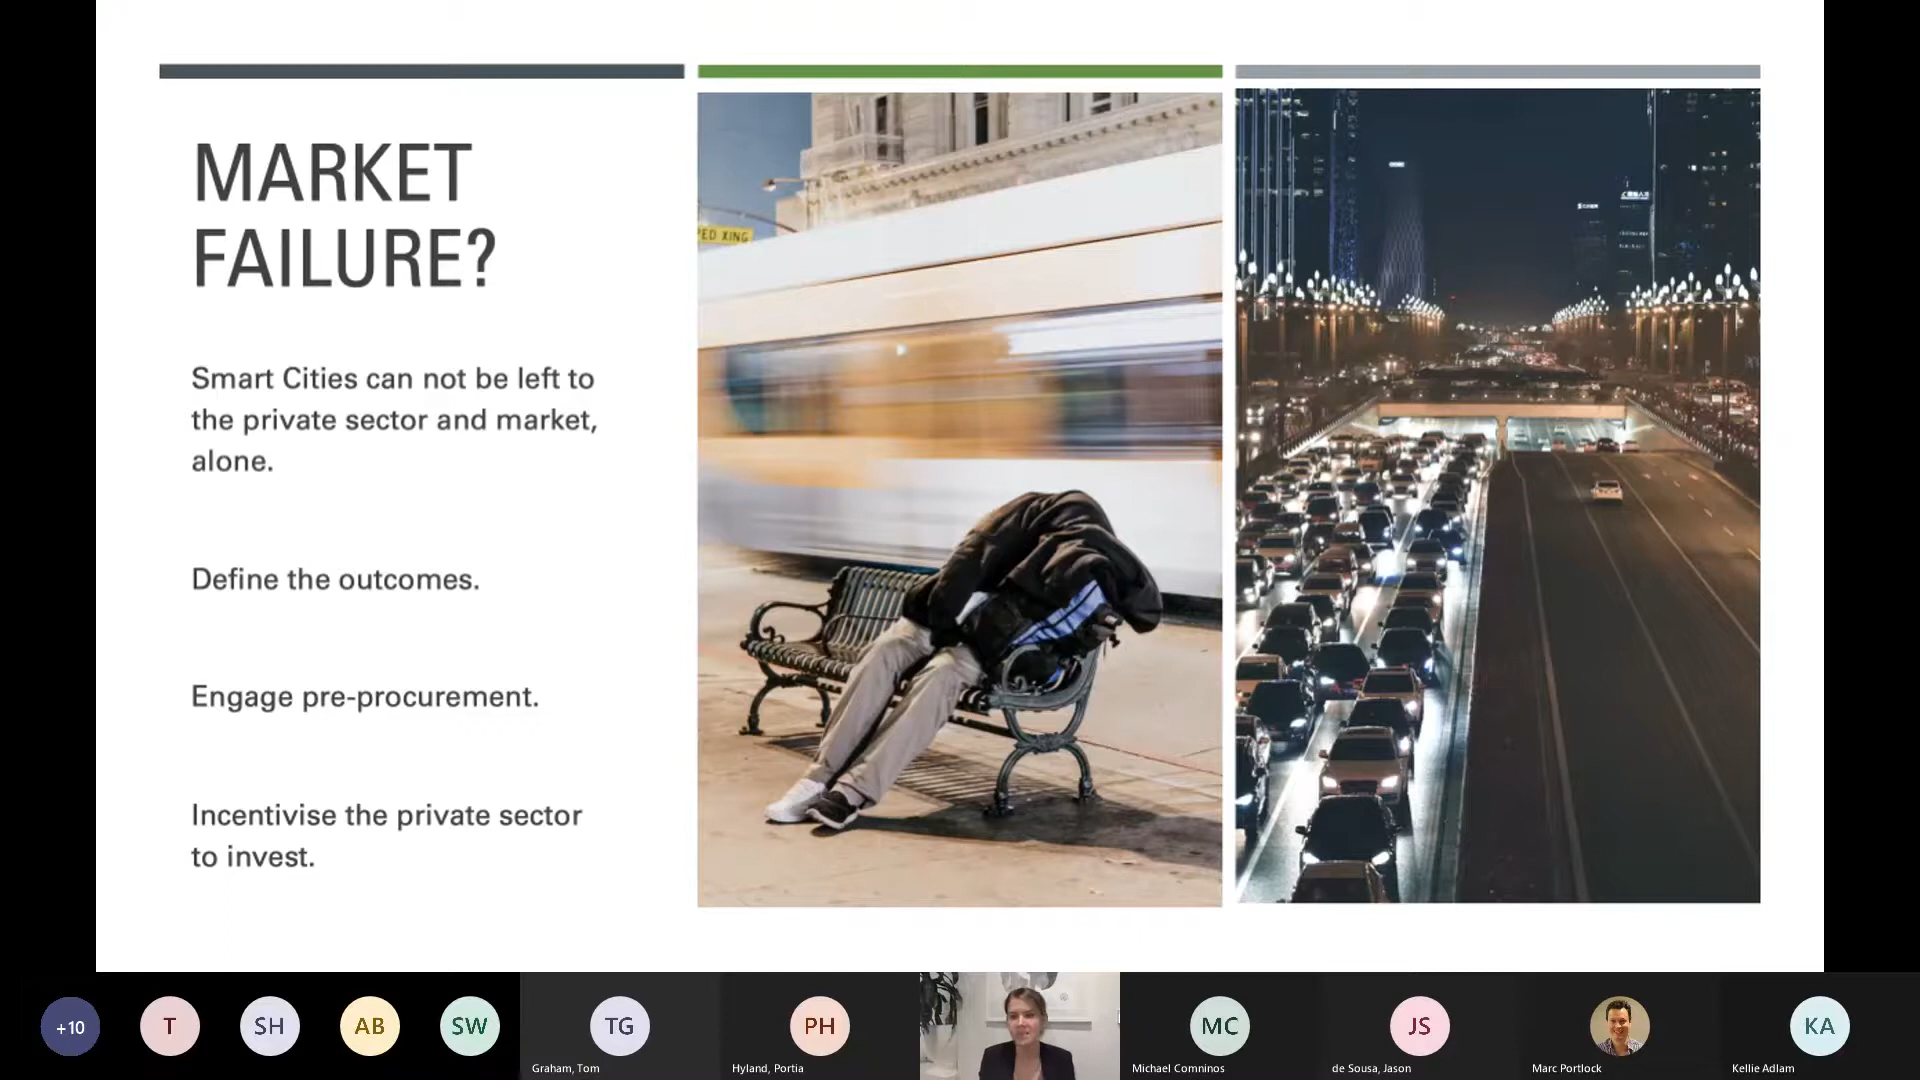 MARKET
FAILURE?
Smart Cities can not be left to
the private sector and market,
alone.
Define the outcomes.
Engage pre-procurement.
Incentivise the private sector
to invest.
PED XING
+10
T
SH
AB
SW
TG
PH
MC
JS
KA
Graham, Tom
Hyland, Portia
Michael Comninos
de Sousa, Jason
Marc Portlock
Kellie Adlam